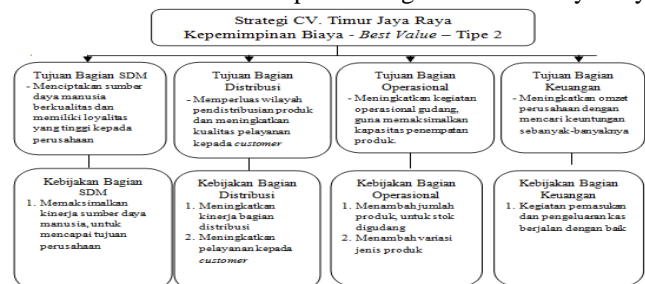 Strategi CV. Timur Jaya Raya
Kepemimpinan Biaya - Best Value – Tipe 2
Tujuan Bagian SDM
- Menciptakan sumber
daya manusia
berkualitas dan
memiliki loyalitas
yang tinggi kepada
perusahaan
Tujuan Bagian
Distribusi
- Memperluas wilayah
pendistribusian produk
dan meningkatkan
kualitas pelayanan
kepada customer
Tujuan Bagian
Operasional
- Meningkatkan kegiatan
operasional gudang,
guna memaksimalkan
kapasitas penempatan
produk.
Tujuan Bagian
Keuangan
- Meningkatkan omzet
perusahaan dengan
mencari keuntungan
sebanyak-banyaknya
Kebijakan Bagian
SDM
1. Memaksimalkan
kinerja sumber daya
manusia, untuk
mencapai tujuan
perusahaan
Kebijakan Bagian
Distribusi
1. Meningkatkan
kinerja bagian
distribusi
2. Meningkatkan
pelayanan kepada
customer
Kebijakan Bagian
Operasional
1. Menambah jumlah
produk, untuk stok
digudang
2. Menambah variasi
jenis produk
Kebijakan Bagian
Keuangan
1. Kegiatan pemasukan
dan pengeluaran kas
berjalan dengan baik